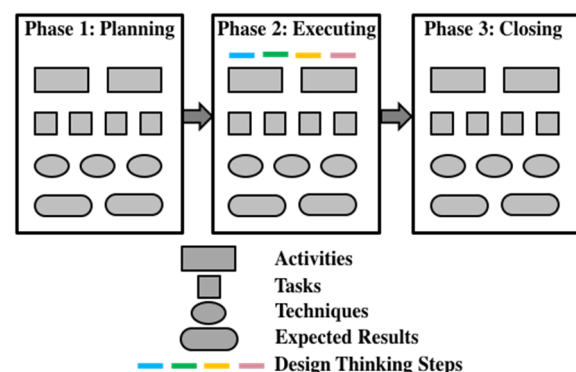 Phase 1: Planning
Phase 2: Executing
Phase 3: Closing
Activities
Tasks
Techniques
Expected Results
Design Thinking Steps